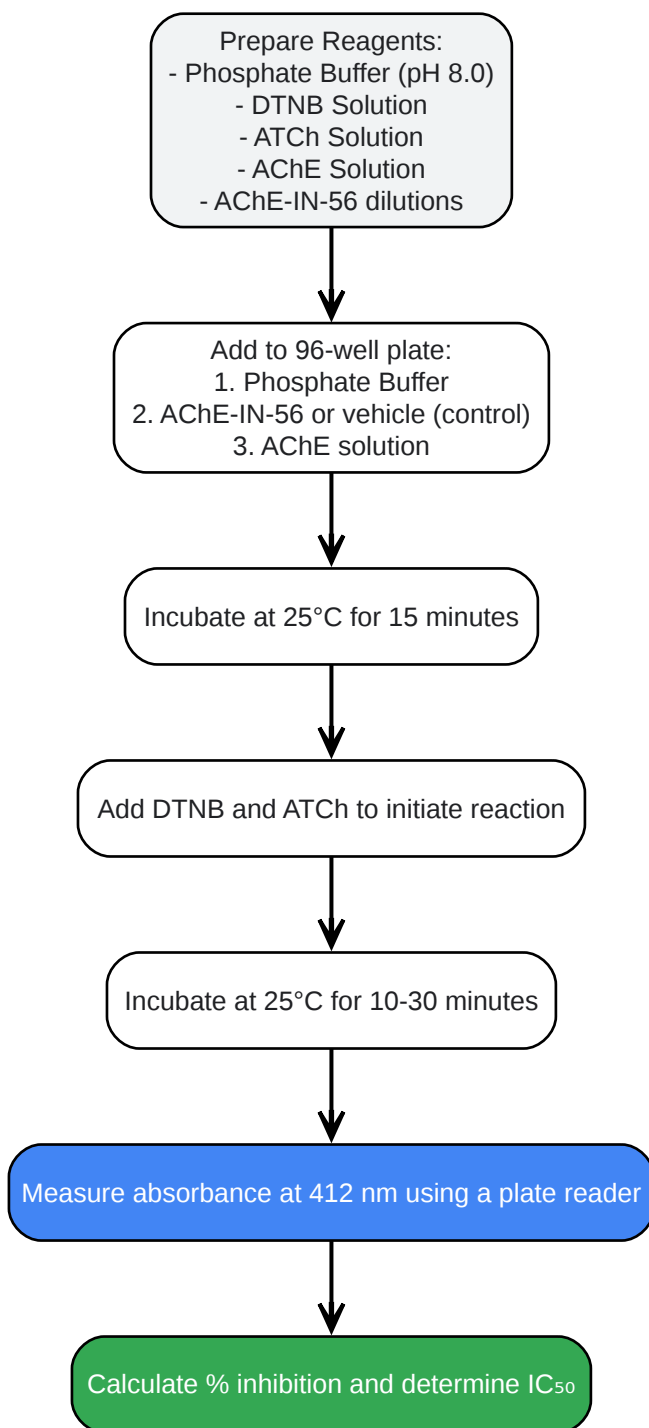 Prepare Reagents:
- Phosphate Buffer (pH 8.0)
- DTNB Solution
- ATCh Solution
- AChE Solution
- AChE-IN-56 dilutions
Add to 96-well plate:
1. Phosphate Buffer
2. AChE-IN-56 or vehicle (control)
3. AChE solution
Incubate at 25°C for 15 minutes
Add DTNB and ATCh to initiate reaction
Incubate at 25°C for 10-30 minutes
Measure absorbance at 412 nm using a plate reader
Calculate % inhibition and determine IC₅₀